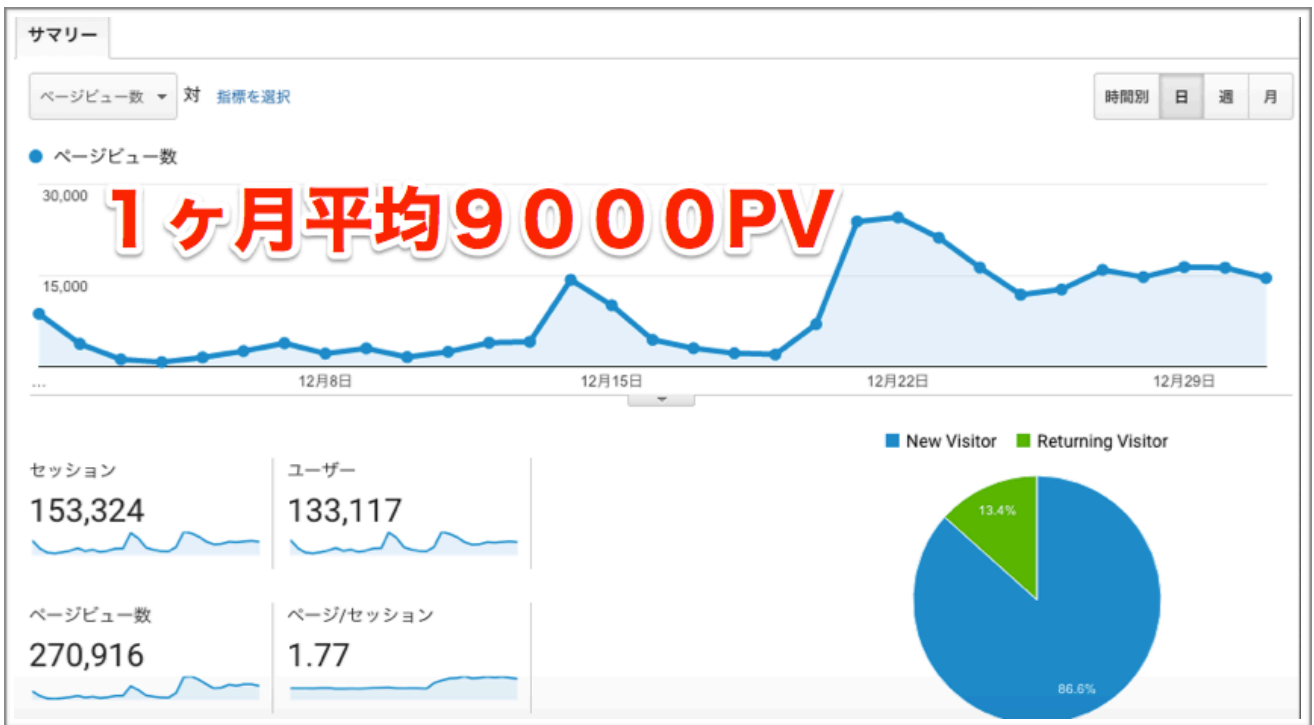 サマリー
ページビュー数 対 指標を選択
時間別 日 週 月
ページビュー数
30,000
1ヶ月平均9000PV
15,000
...
12月8日 12月15日 12月22日 12月29日
New Visitor Returning Visitor
セッション ユーザー
153,324 133,117
13.4%
ページビュー数 ページ/セッション
270,916 1.77
86.6%